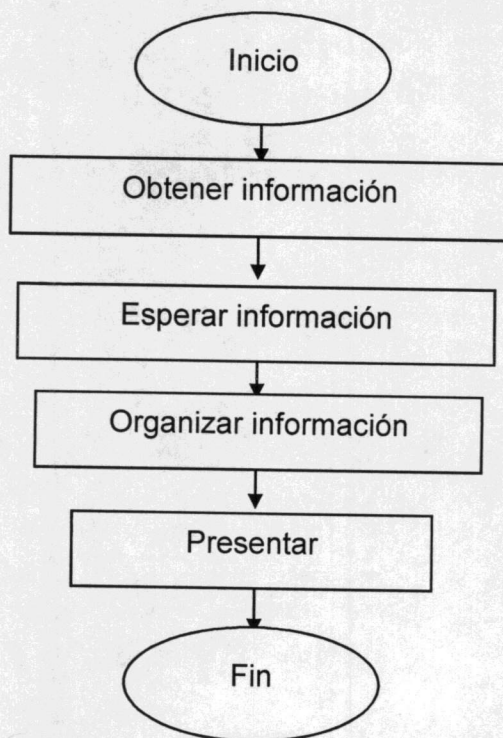 Inicio
Obtener información
Esperar información
Organizar información
Presentar
Fin